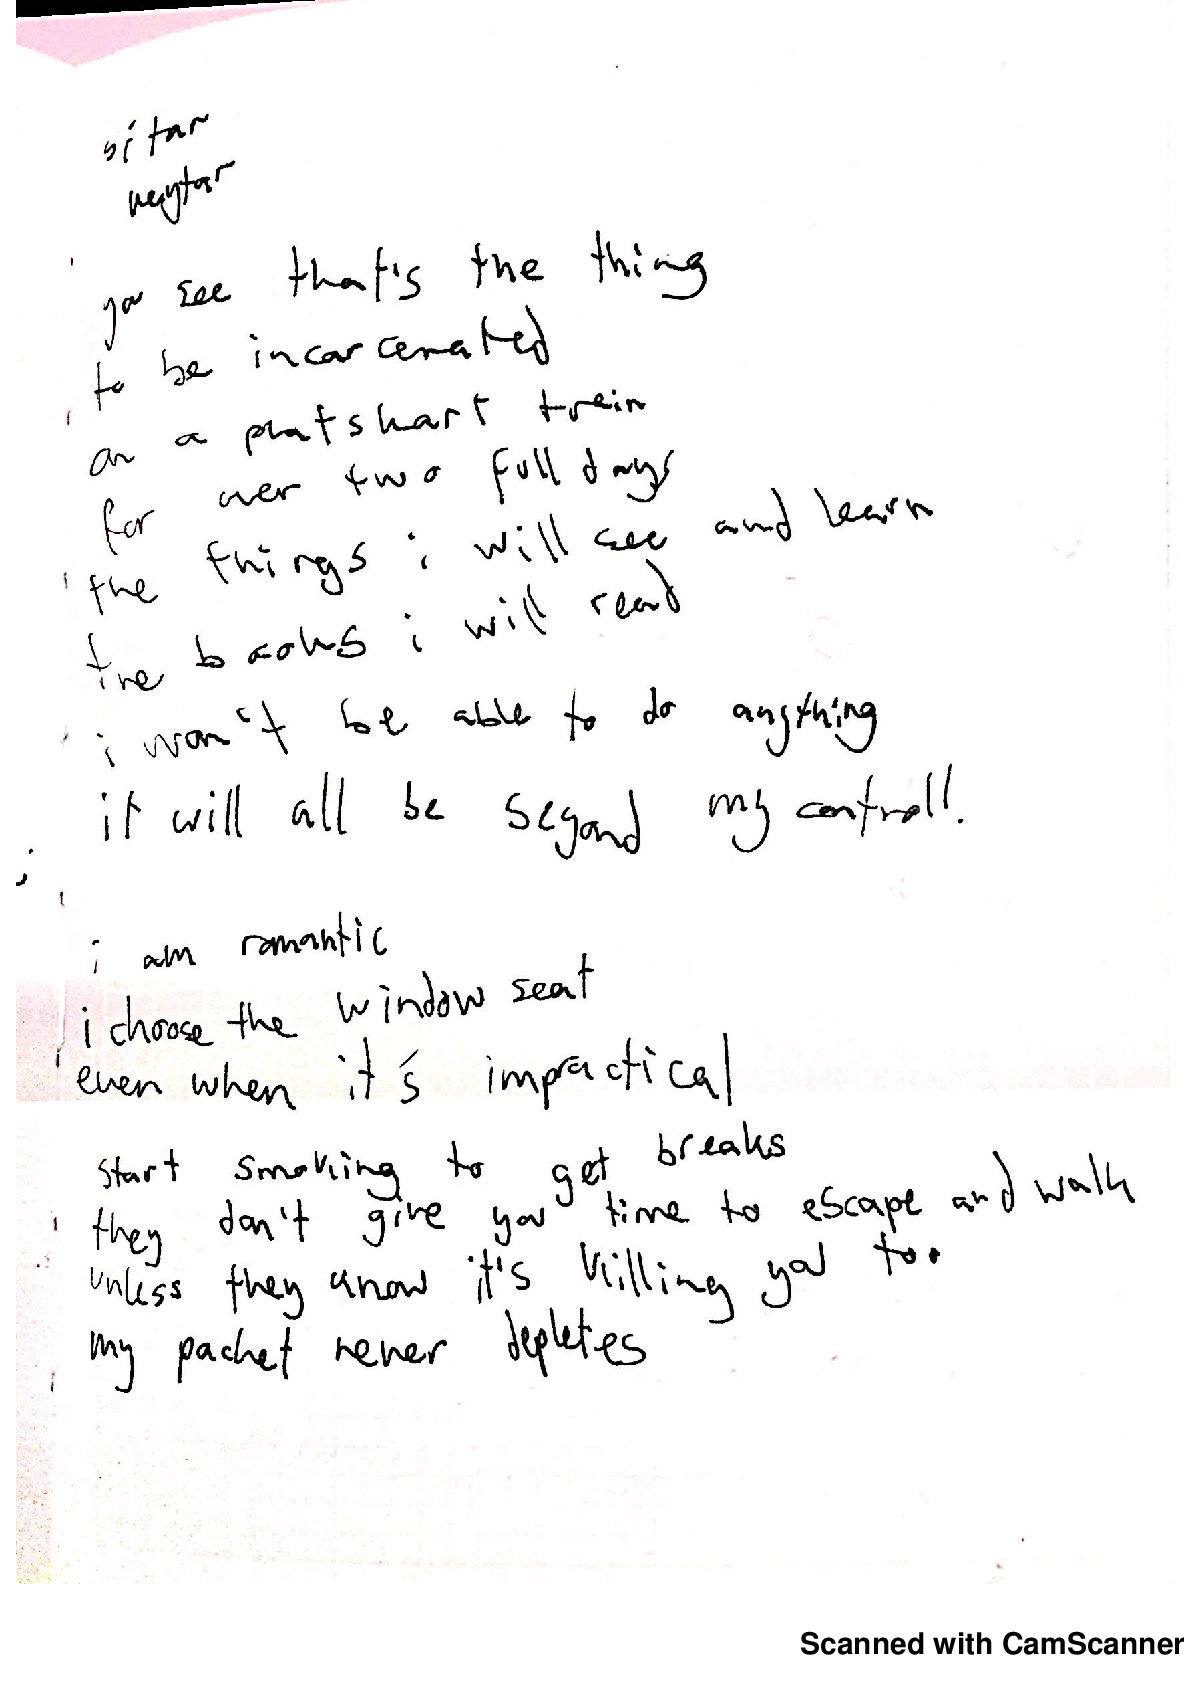 sitar
neytar
you see that's the thing
to be incarcerated
on a platskart train
for over two full days
the things i will see and learn
the books i will read
i won't be able to do anything
it will all be beyond my control!
i am romantic
i choose the window seat
even when it's impractical
start smoking to get breaks
they don't give you time to escape and walk
unless they know it's killing you too
my packet never depletes
Scanned with CamScanner